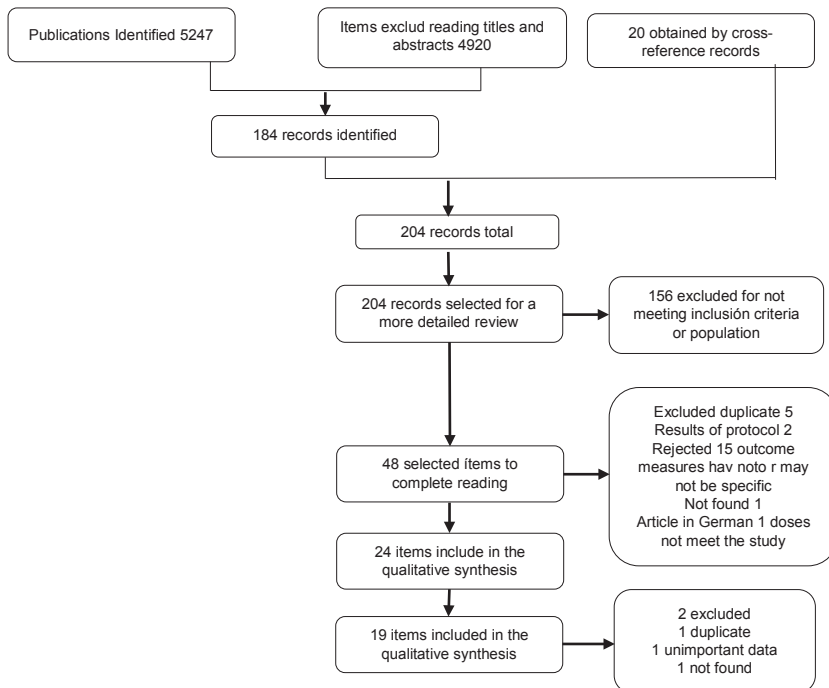 Publications Identified 5247
Items exclud reading titles and
abstracts 4920
20 obtained by cross-
reference records
184 records identified
204 records total
204 records selected for a
more detailed review
156 excluded for not
meeting inclusión criteria
or population
48 selected ítems to
complete reading
Excluded duplicate 5
Results of protocol 2
Rejected 15 outcome
measures hav noto r may
not be specific
Not found 1
Article in German 1 doses
not meet the study
24 items include in the
qualitative synthesis
19 items included in the
qualitative synthesis
2 excluded
1 duplicate
1 unimportant data
1 not found